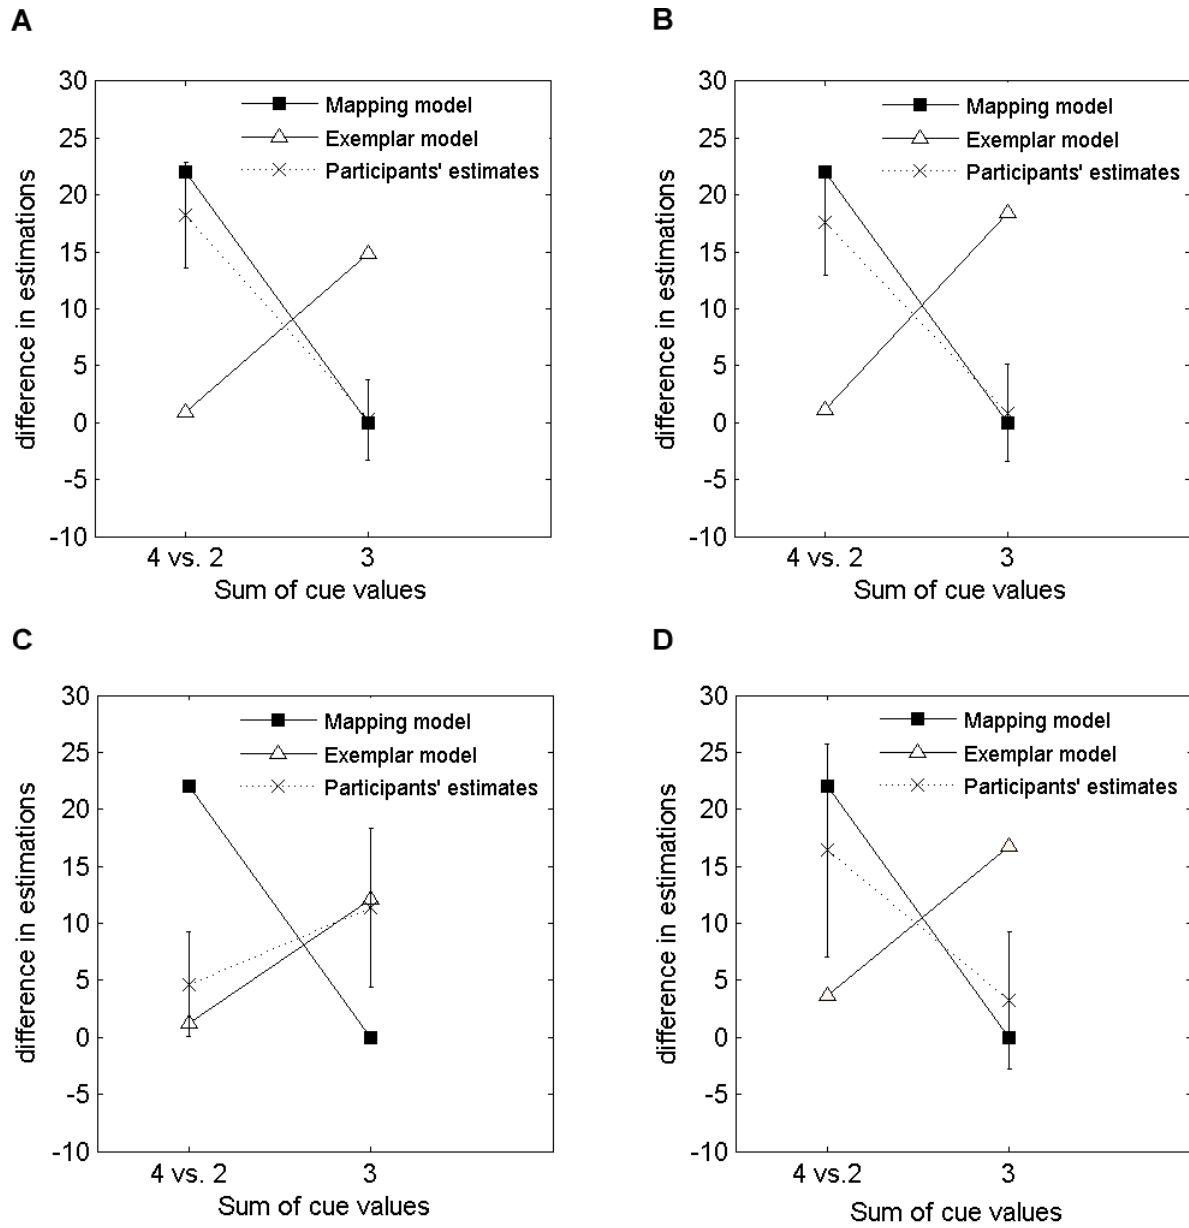 A
30
25
20
15
10
5
0
-5
-10
difference in estimations
Mapping model
Exemplar model
Participants' estimates
4 vs. 2
3
Sum of cue values
B
30
25
20
15
10
5
0
-5
-10
difference in estimations
Mapping model
Exemplar model
Participants' estimates
4 vs. 2
3
Sum of cue values
C
30
25
20
15
10
5
0
-5
-10
difference in estimations
Mapping model
Exemplar model
Participants' estimates
4 vs. 2
3
Sum of cue values
D
30
25
20
15
10
5
0
-5
-10
difference in estimations
Mapping model
Exemplar model
Participants' estimates
4 vs.2
3
Sum of cue values